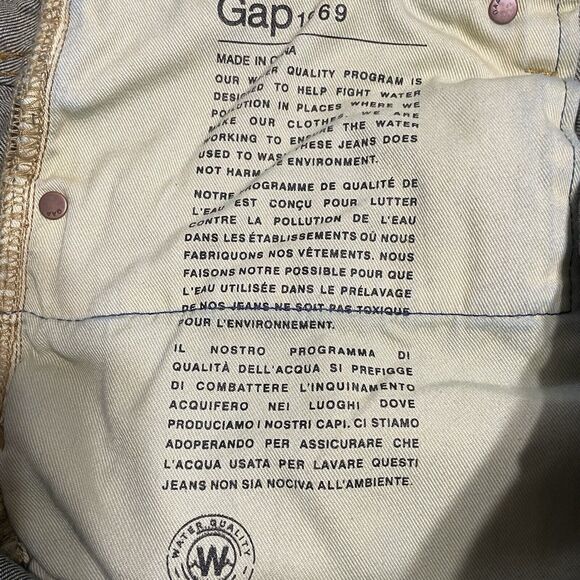 Gap 1969
MADE IN CHINA
OUR WATER QUALITY PROGRAM IS
DESIGNED TO HELP FIGHT WATER
POLLUTION IN PLACES WHERE WE
MAKE OUR CLOTHES. WE ARE
WORKING TO ENSURE THE WATER
USED TO WASH THESE JEANS DOES
NOT HARM ENVIRONMENT.
NOTRE PROGRAMME DE QUALITÉ DE
L'EAU EST CONÇU POUR LUTTER
CONTRE LA POLLUTION DE L'EAU
DANS LES ÉTABLISSEMENTS OÙ NOUS
FABRIQUONS NOS VÊTEMENTS. NOUS
FAISONS NOTRE POSSIBLE POUR QUE
L'EAU UTILISÉE DANS LE PRÉLAVAGE
DE NOS JEANS NE SOIT PAS TOXIQUE
POUR L'ENVIRONNEMENT.
IL NOSTRO PROGRAMMA DI
QUALITÀ DELL'ACQUA SI PREFIGGE
DI COMBATTERE L'INQUINAMENTO
ACQUIFERO NEI LUOGHI DOVE
PRODUCIAMO I NOSTRI CAPI. CI STIAMO
ADOPERANDO PER ASSICURARE CHE
L'ACQUA USATA PER LAVARE QUESTI
JEANS NON SIA NOCIVA ALL'AMBIENTE.
WATER QUALITY
W